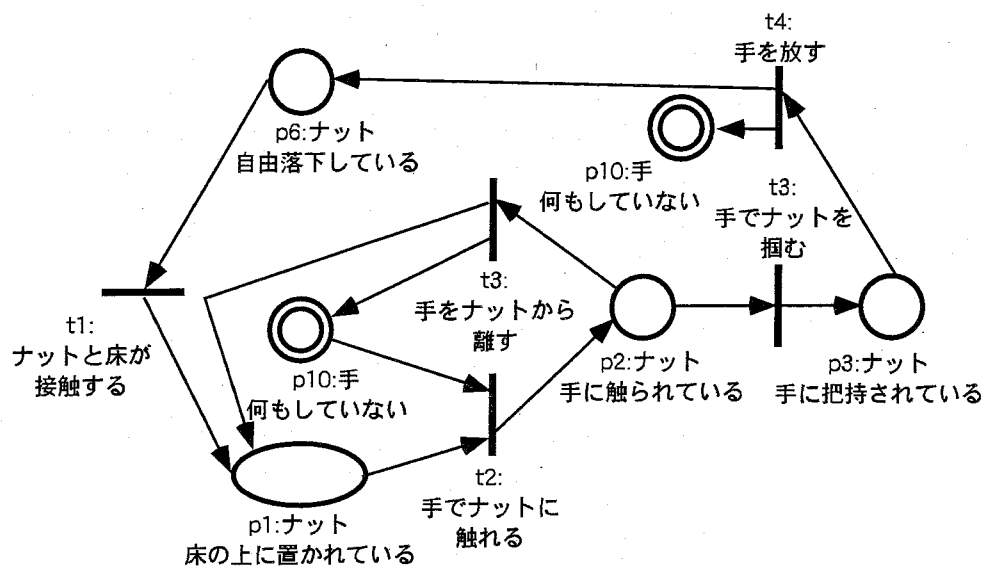 t4:
手を放す
p6:ナット
自由落下している
p10:手
何もしていない
t3:
手でナットを
掴む
t3:
手をナットから
離す
t1:
ナットと床が
接触する
p10:手
何もしていない
p2:ナット
手に触られている
p3:ナット
手に把持されている
t2:
手でナットに
触れる
p1:ナット
床の上に置かれている